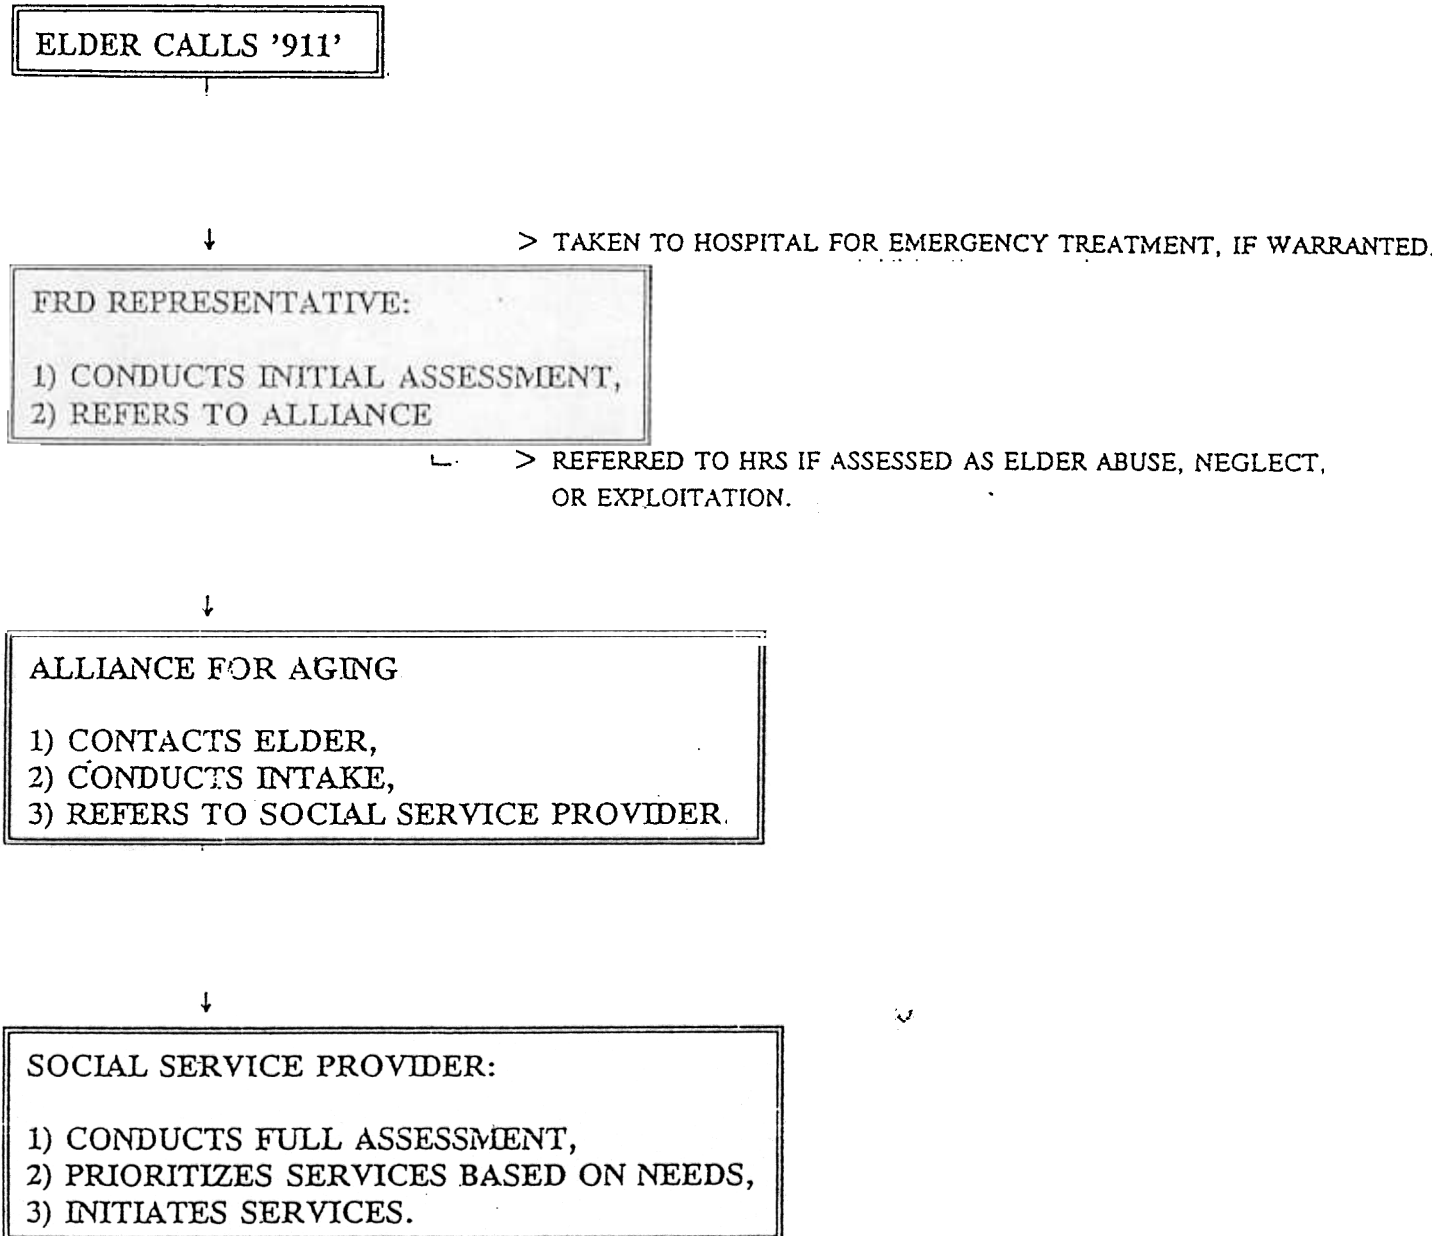 ELDER CALLS '911'
↓ > TAKEN TO HOSPITAL FOR EMERGENCY TREATMENT, IF WARRANTED.
FRD REPRESENTATIVE:
1) CONDUCTS INITIAL ASSESSMENT,
2) REFERS TO ALLIANCE
> REFERRED TO HRS IF ASSESSED AS ELDER ABUSE, NEGLECT,
OR EXPLOITATION.
↓
ALLIANCE FOR AGING
1) CONTACTS ELDER,
2) CONDUCTS INTAKE,
3) REFERS TO SOCIAL SERVICE PROVIDER.
↓
SOCIAL SERVICE PROVIDER:
1) CONDUCTS FULL ASSESSMENT,
2) PRIORITIZES SERVICES BASED ON NEEDS,
3) INITIATES SERVICES.